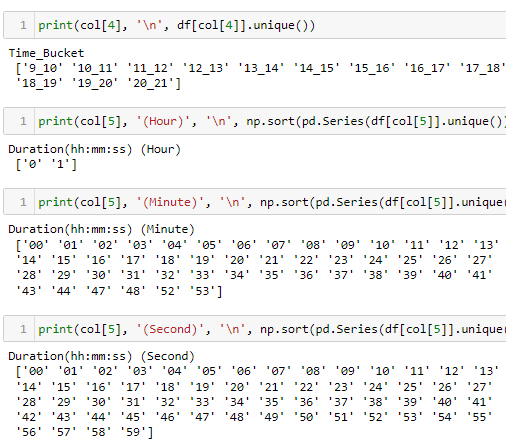 1 print(col[4], '\n', df[col[4]].unique())
Time_Bucket
['9_10' '10_11' '11_12' '12_13' '13_14' '14_15' '15_16' '16_17' '17_18'
'18_19' '19_20' '20_21']
1 print(col[5], '(Hour)', '\n', np.sort(pd.Series(df[col[5]].unique())
Duration(hh:mm:ss) (Hour)
['0' '1']
1 print(col[5], '(Minute)', '\n', np.sort(pd.Series(df[col[5]].unique
Duration(hh:mm:ss) (Minute)
['00' '01' '02' '03' '04' '05' '06' '07' '08' '09' '10' '11' '12' '13'
'14' '15' '16' '17' '18' '19' '20' '21' '22' '23' '24' '25' '26' '27'
'28' '29' '30' '31' '32' '33' '34' '35' '36' '37' '38' '39' '40' '41'
'43' '44' '47' '48' '52' '53']
1 print(col[5], '(Second)', '\n', np.sort(pd.Series(df[col[5]].unique
Duration(hh:mm:ss) (Second)
['00' '01' '02' '03' '04' '05' '06' '07' '08' '09' '10' '11' '12' '13'
'14' '15' '16' '17' '18' '19' '20' '21' '22' '23' '24' '25' '26' '27'
'28' '29' '30' '31' '32' '33' '34' '35' '36' '37' '38' '39' '40' '41'
'42' '43' '44' '45' '46' '47' '48' '49' '50' '51' '52' '53' '54' '55'
'56' '57' '58' '59']